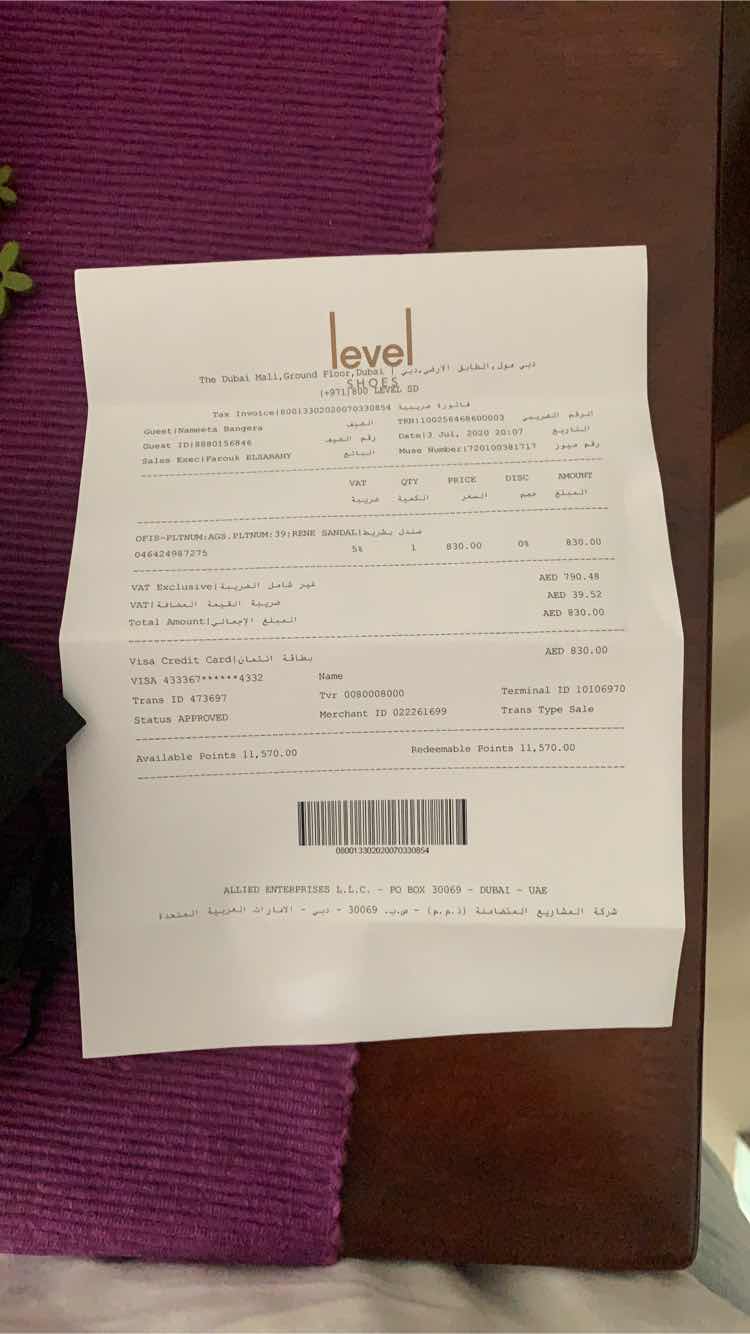 level
SHOES
The Dubai Mall,Ground Floor,Dubai | دبي مول,الطابق الارضي,دبي
(+971)800 LEVEL SD
Tax Invoice|80013302020070330854 فاتورة ضريبية
Guest|Nameeta Bangera الضيف TRN|100256468600003 الرقم الضريبي
Guest ID|8880156846 رقم الضيف Date|3 Jul, 2020 20:07 التاريخ
Sales Exec|Farouk ELSABAHY البائع Muse Number|720100381717 رقم ميوز
VAT QTY PRICE DISC AMOUNT
ضريبة الكمية السعر خصم المبلغ
OFIS-PLTNUM:AGS.PLTNUM:39;RENE SANDAL|صندل بشريط
046424987275 5% 1 830.00 0% 830.00
VAT Exclusive|غير شامل الضريبة AED 790.48
VAT|ضريبة القيمة المضافة AED 39.52
Total Amount|المبلغ الإجمالي AED 830.00
Visa Credit Card|بطاقة ائتمان AED 830.00
VISA 433367******4332 Name
Trans ID 473697 Tvr 0080008000 Terminal ID 10106970
Status APPROVED Merchant ID 022261699 Trans Type Sale
Available Points 11,570.00 Redeemable Points 11,570.00
080013302020070330854
ALLIED ENTERPRISES L.L.C. - PO BOX 30069 - DUBAI - UAE
شركة المشاريع المتضامنة (ذ.م.م) - ص.ب. 30069 - دبي - الامارات العربية المتحدة